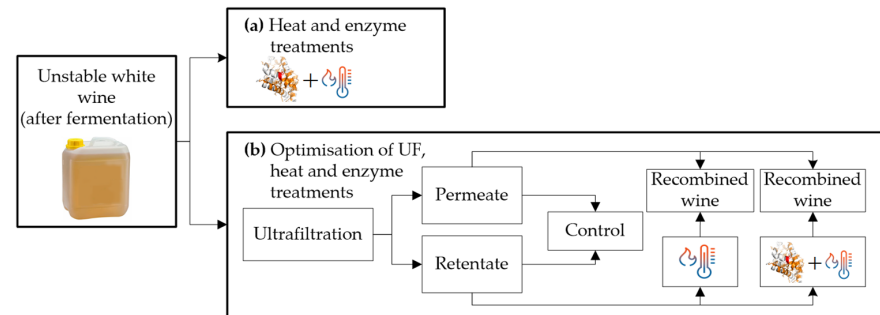 Unstable white
wine
(after fermentation)
(a) Heat and enzyme
treatments
+
(b) Optimisation of UF,
heat and enzyme
treatments
Ultrafiltration
Permeate
Retentate
Control
Recombined
wine
Recombined
wine
+